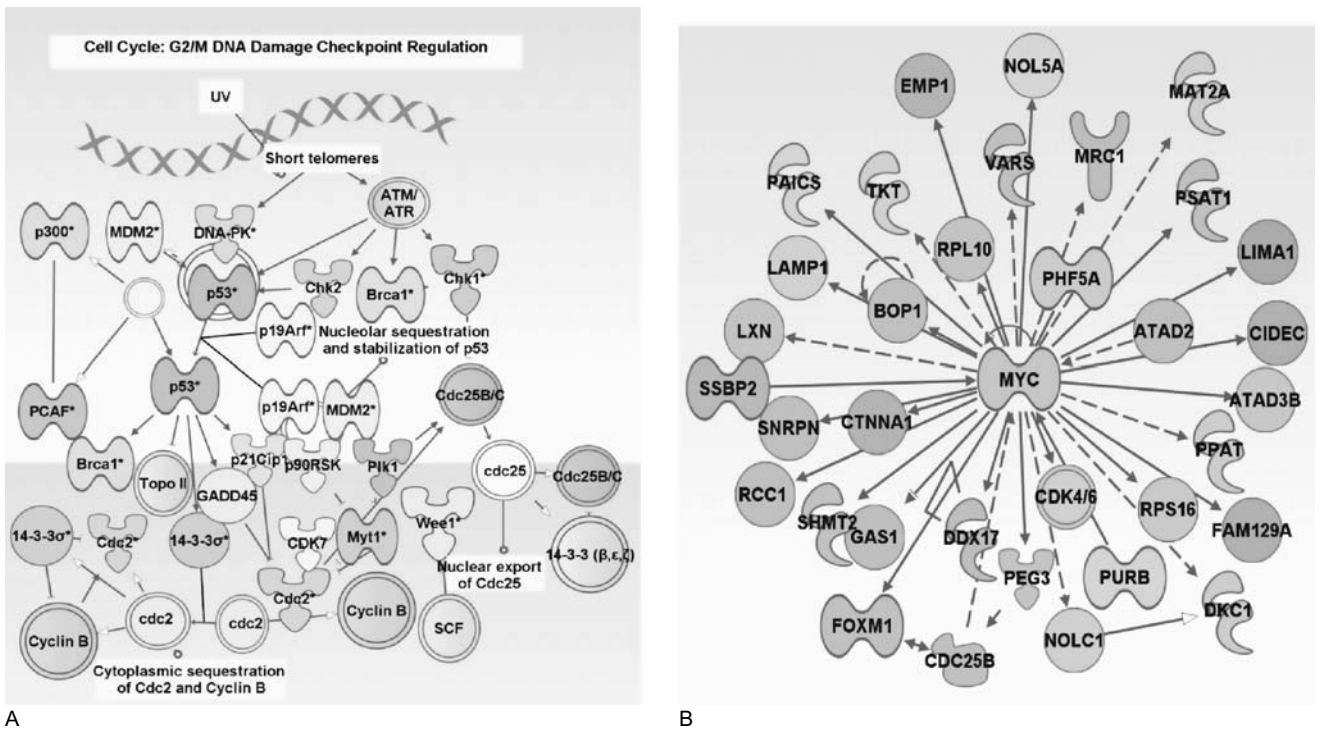 Cell Cycle: G2/M DNA Damage Checkpoint Regulation
UV
Short telomeres
ATM/
ATR
p300*
MDM2*
DNA-PK*
p53*
Chk2
Brca1*
Chk1*
p19Arf*
Nucleolar sequestration
and stabilization of p53
p53*
PCAF*
p19Arf*
MDM2*
Cdc25B/C
Brca1*
Topo II
p21Cip1
p90RSK
Plk1
cdc25
Cdc25B/C
GADD45
14-3-3σ*
Cdc2*
14-3-3σ*
CDK7
Myt1*
Wee1*
14-3-3 (β,ε,ζ)
Nuclear export
of Cdc25
Cdc2*
Cyclin B
Cyclin B
cdc2
cdc2
SCF
Cytoplasmic sequestration
of Cdc2 and Cyclin B
A
EMP1
NOL5A
MAT2A
VARS
MRC1
PAICS
TKT
PSAT1
RPL10
LIMA1
LAMP1
PHF5A
BOP1
LXN
ATAD2
CIDEC
MYC
SSBP2
ATAD3B
SNRPN
CTNNA1
PPAT
RCC1
CDK4/6
RPS16
SHMT2
GAS1
DDX17
FAM129A
PEG3
PURB
DKC1
FOXM1
NOLC1
CDC25B
B